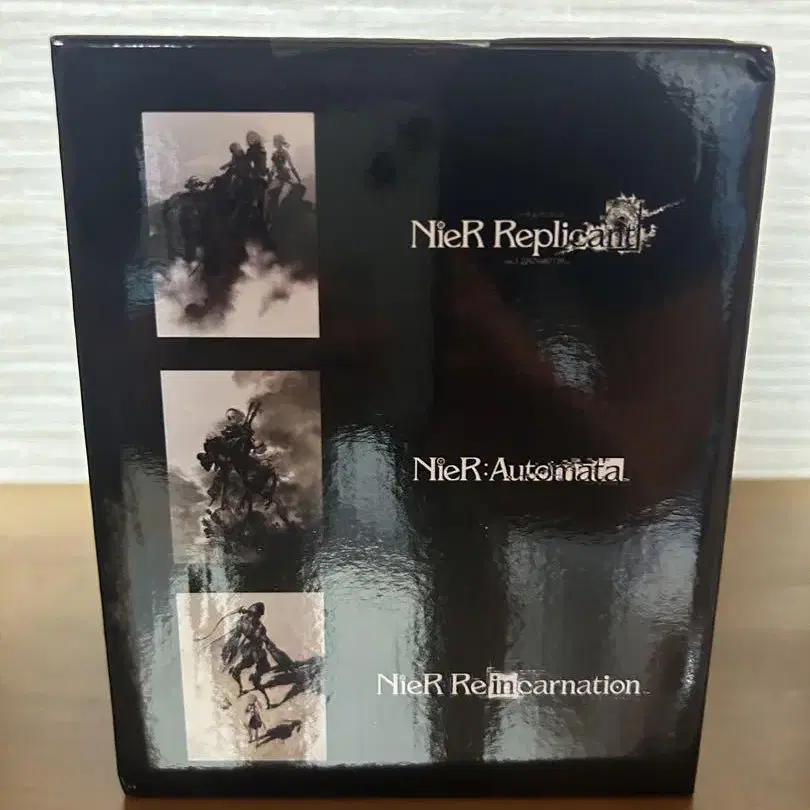 NieR Replicant
NieR:Automata
NieR Reincarnation